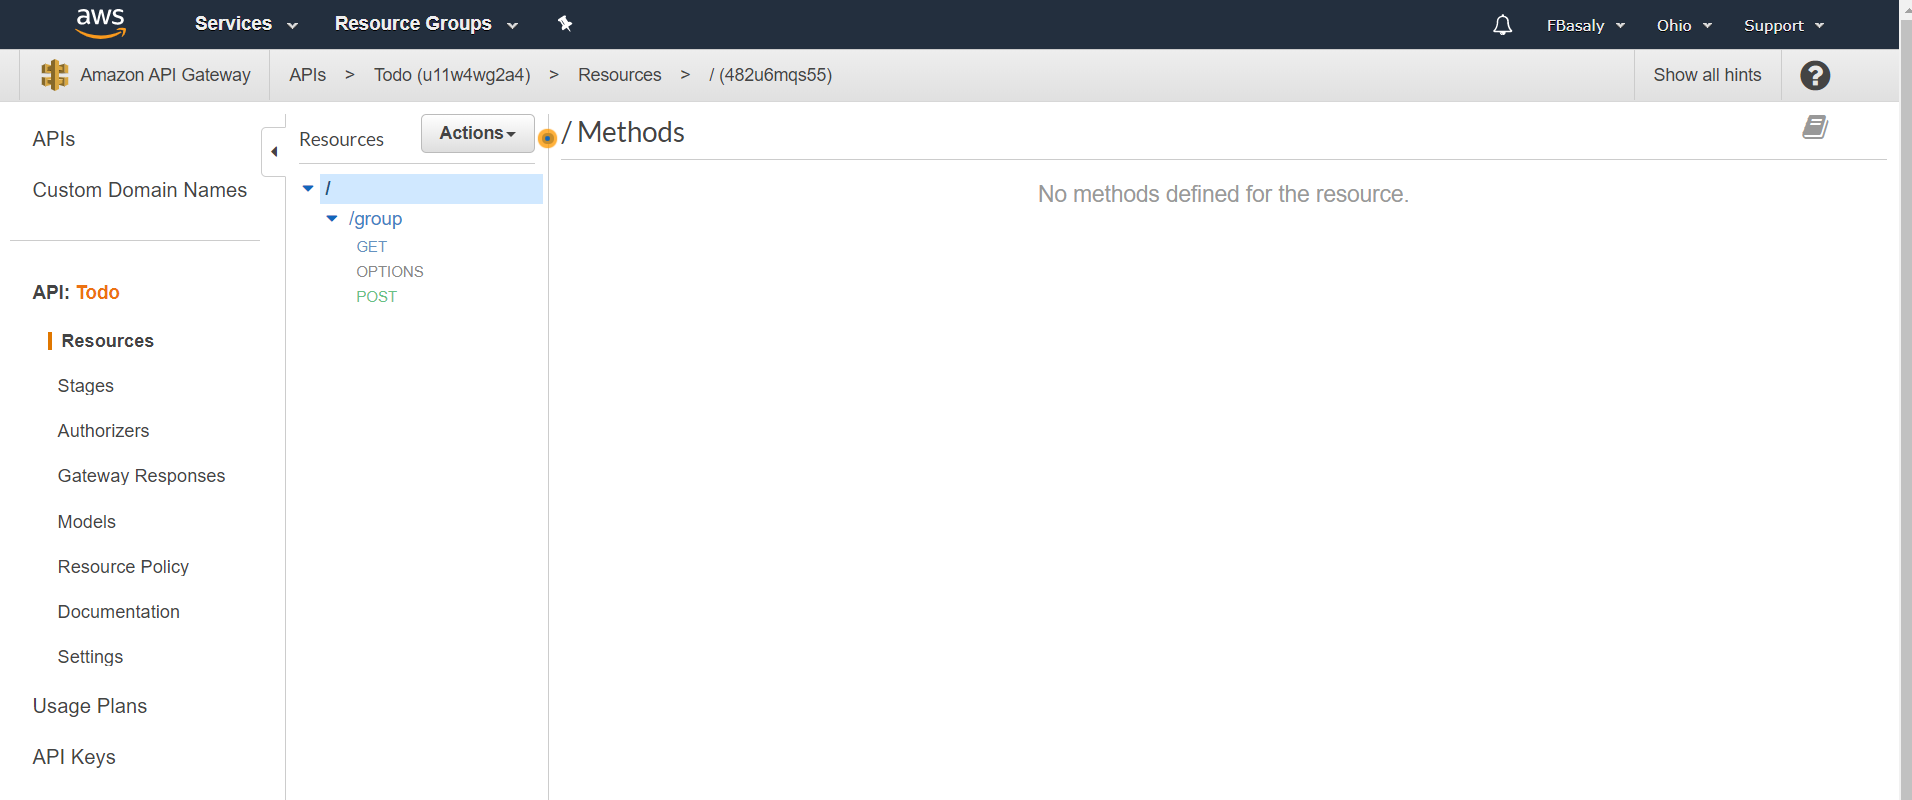 aws Services Resource Groups FBasaly Ohio Support
Amazon API Gateway APIs > Todo (u11w4wg2a4) > Resources > / (482u6mqs55) Show all hints ?
APIs
Custom Domain Names
API: Todo
Resources
Stages
Authorizers
Gateway Responses
Models
Resource Policy
Documentation
Settings
Usage Plans
API Keys
Resources Actions
/
/group
GET
OPTIONS
POST
/ Methods
No methods defined for the resource.